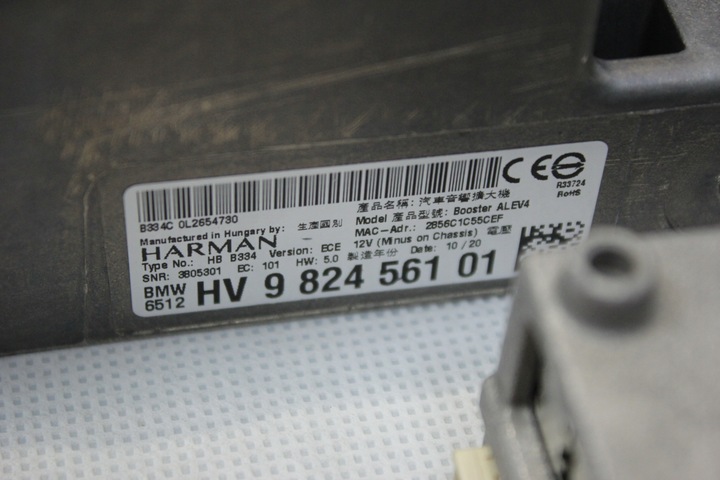 B334C 0L2654730
CE
R33724
RoHS
Manufactured in Hungary by: 生產國別
產品名稱: 汽車音響擴大機
HARMAN
Model 產品型號: Booster ALEV4
MAC-Adr.: 2856C1C55CEF
Type No.: HB B334 Version: ECE 12V (Minus on Chassis) 電壓
SNR: 3805301 EC: 101 HW: 5.0 製造年份 Date: 10 / 20
BMW
6512
HV 9 824 561 01